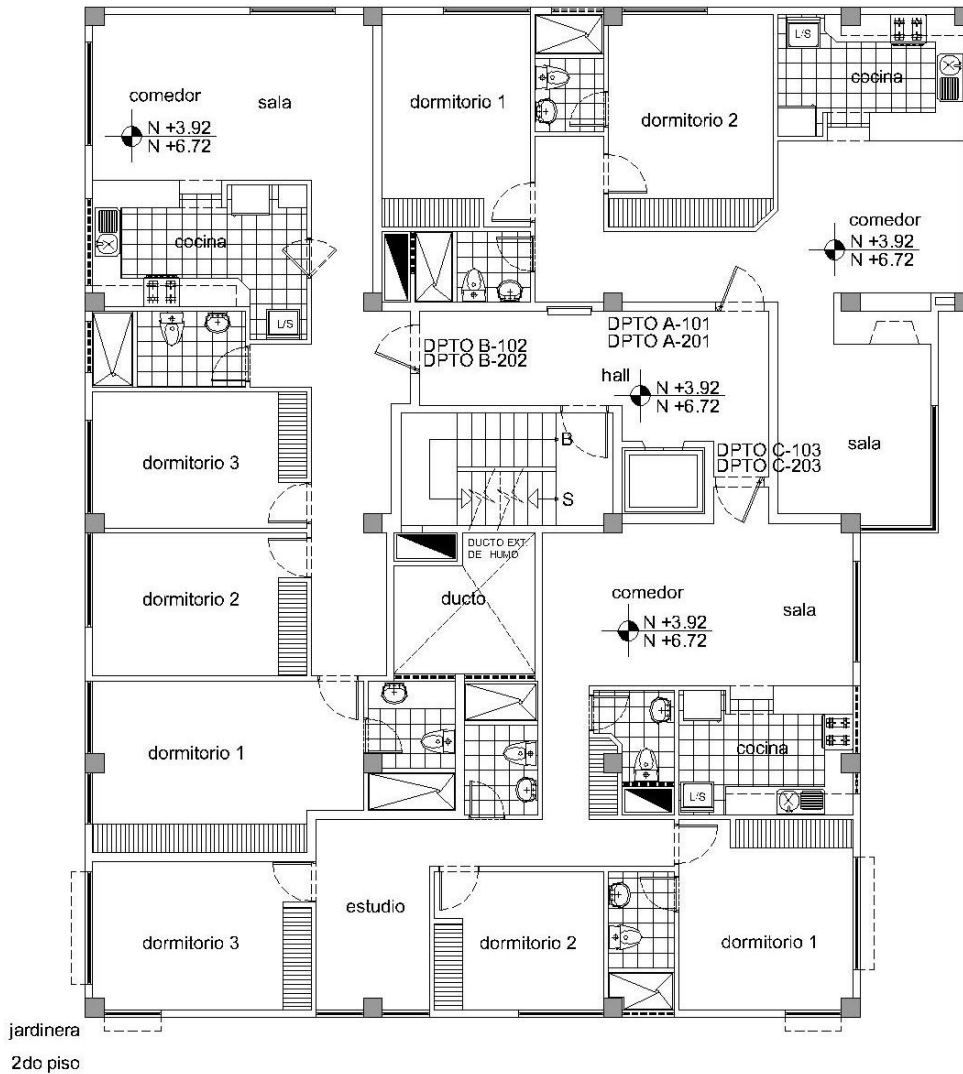 L/S
cocina
comedor
sala
dormitorio 1
dormitorio 2
N +3.92
N +6.72
comedor
N +3.92
N +6.72
cocina
L/S
DPTO A-101
DPTO A-201
DPTO B-102
DPTO B-202
hall
N +3.92
N +6.72
B
S
DPTO C-103
DPTO C-203
sala
dormitorio 3
DUCTO EXT.
DE HUMO
ducto
dormitorio 2
comedor
sala
N +3.92
N +6.72
dormitorio 1
cocina
L/S
estudio
dormitorio 3
dormitorio 2
dormitorio 1
jardinera
2do piso